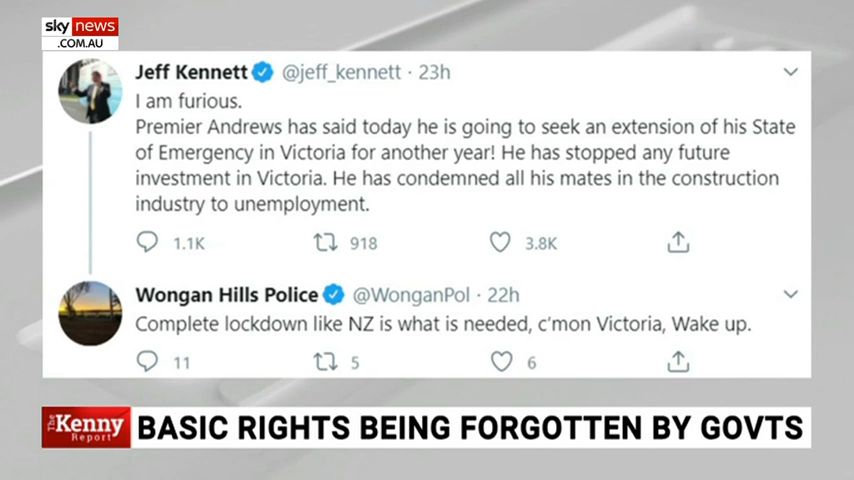 sky news
.COM.AU
Jeff Kennett @jeff_kennett · 23h
I am furious.
Premier Andrews has said today he is going to seek an extension of his State
of Emergency in Victoria for another year! He has stopped any future
investment in Victoria. He has condemned all his mates in the construction
industry to unemployment.
1.1K 918 3.8K
Wongan Hills Police @WonganPol · 22h
Complete lockdown like NZ is what is needed, c'mon Victoria, Wake up.
11 5 6
The Kenny Report
BASIC RIGHTS BEING FORGOTTEN BY GOVTS